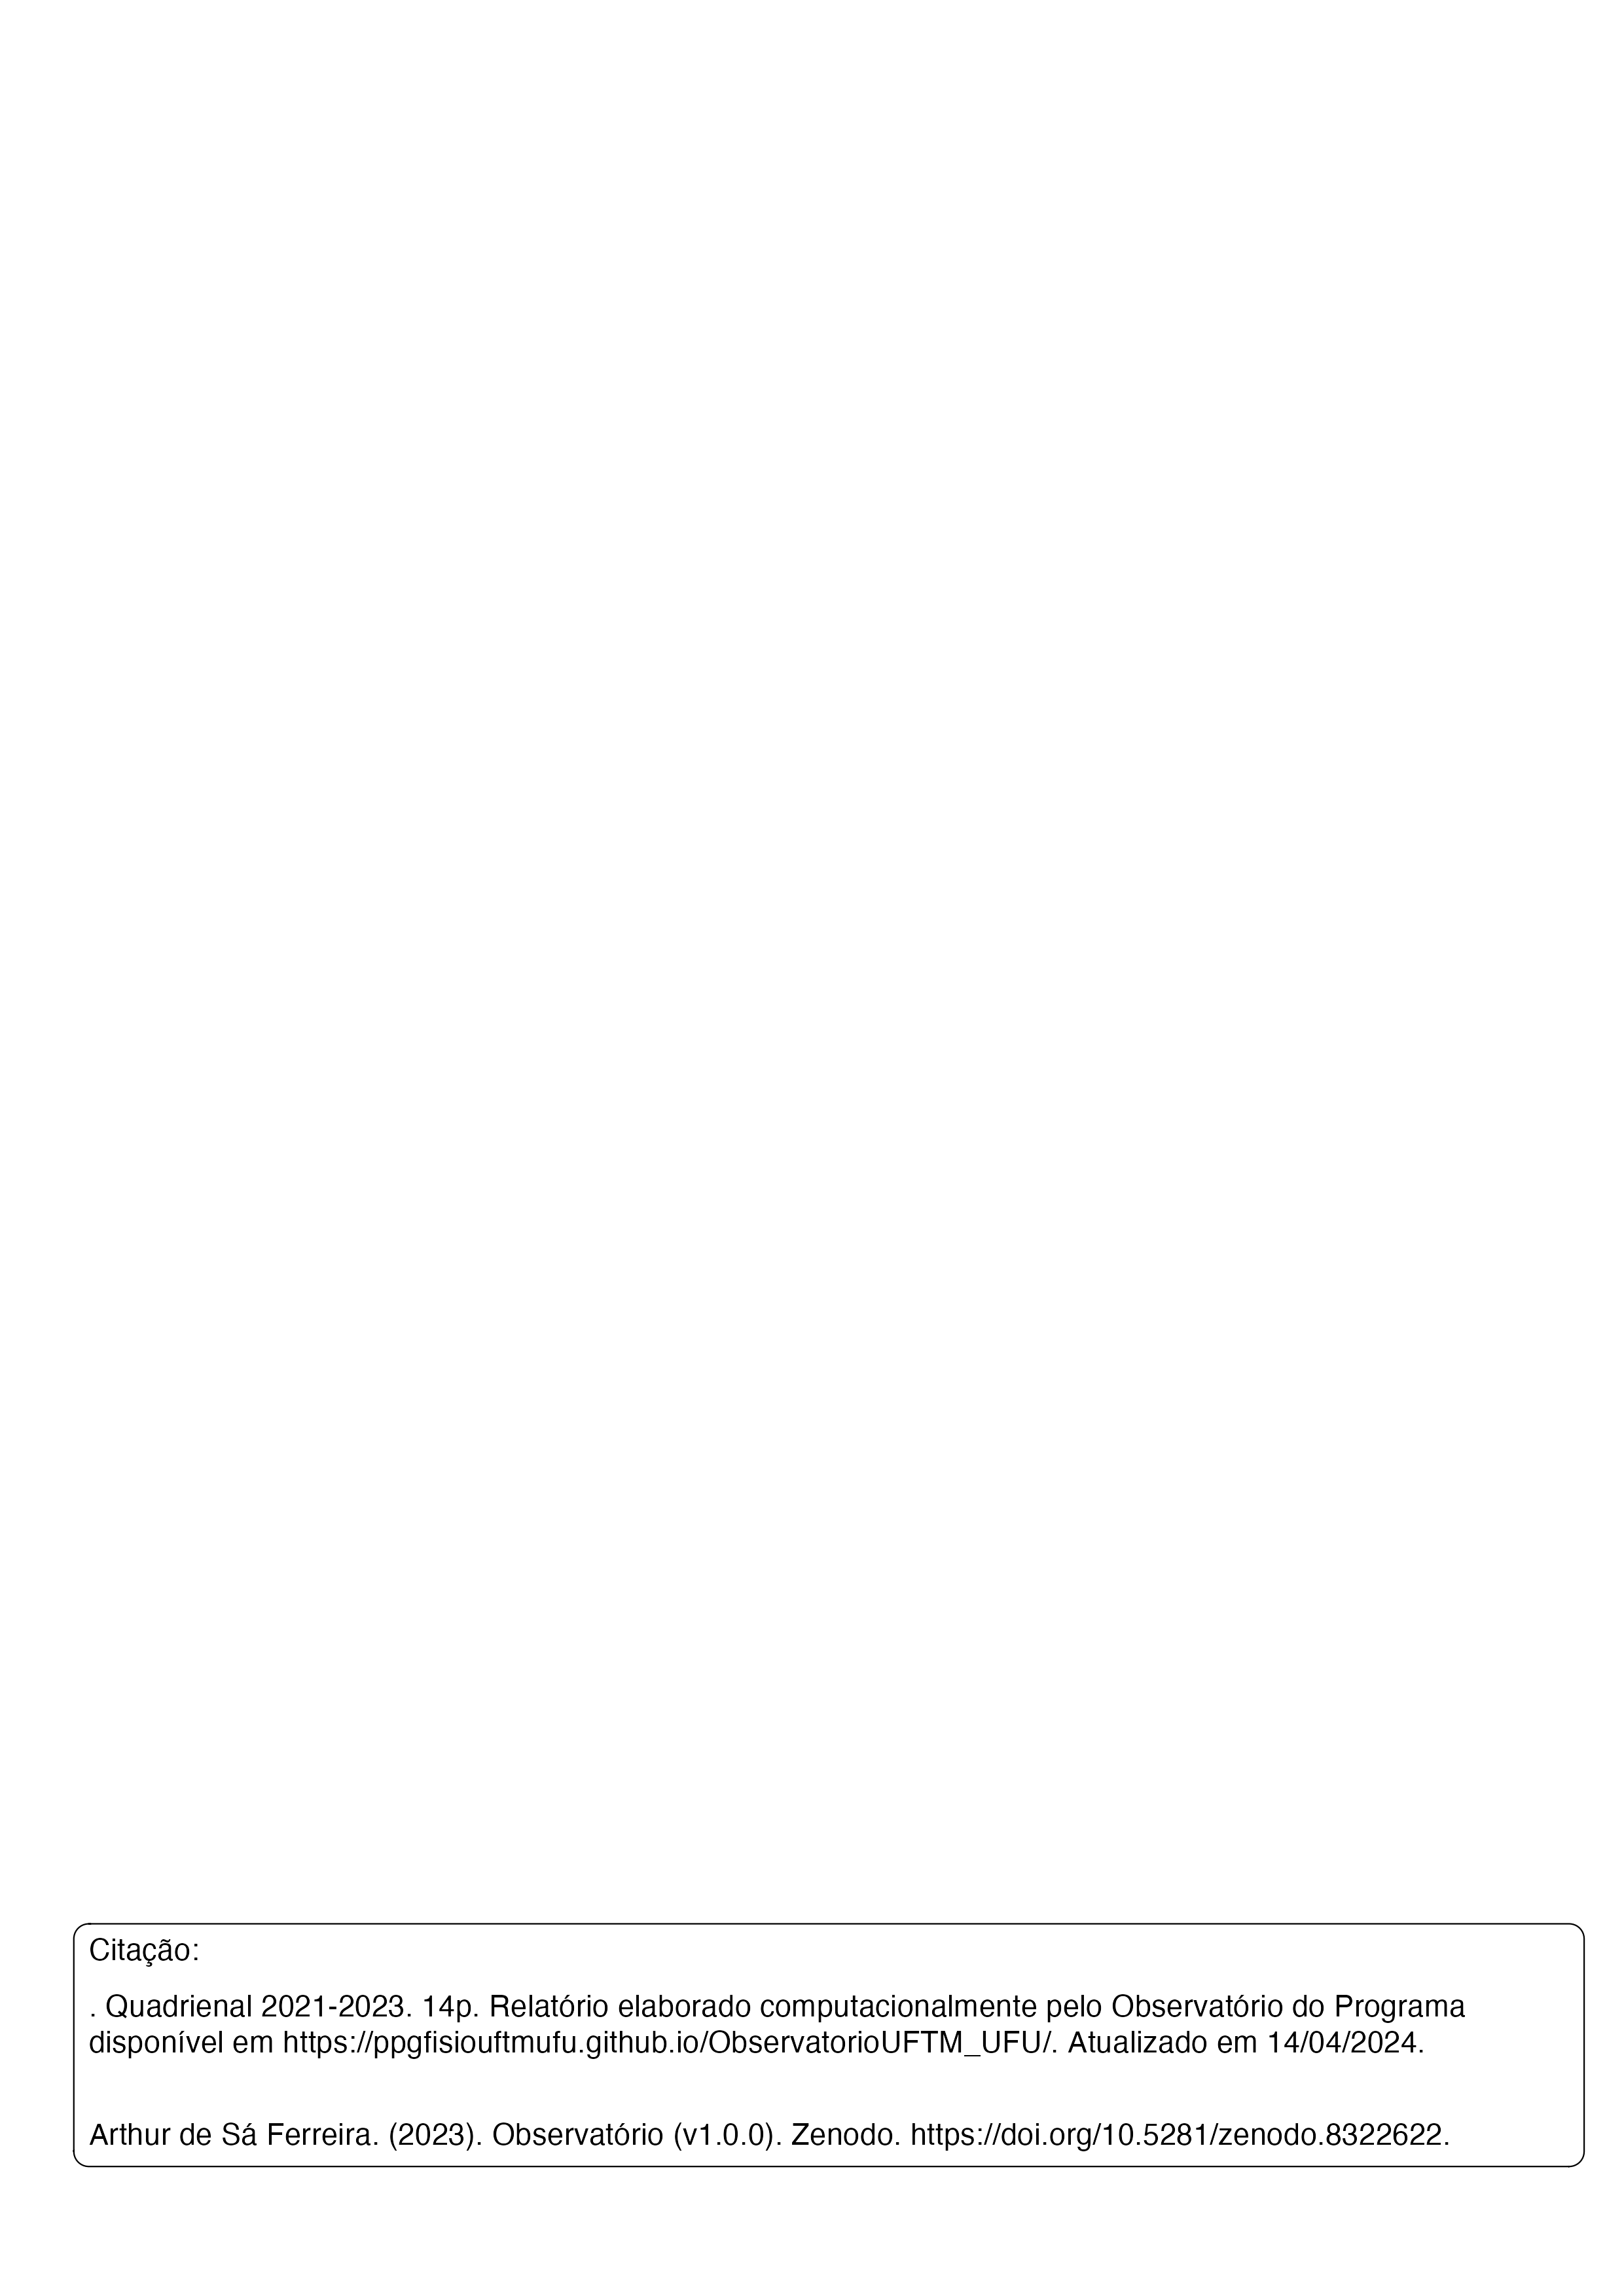 Citação:
. Quadrienal 2021-2023. 14p. Relatório elaborado computacionalmente pelo Observatório do Programa
disponível em https://ppgfisiouftmufu.github.io/ObservatorioUFTM_UFU/. Atualizado em 14/04/2024.
Arthur de Sá Ferreira. (2023). Observatório (v1.0.0). Zenodo. https://doi.org/10.5281/zenodo.8322622.